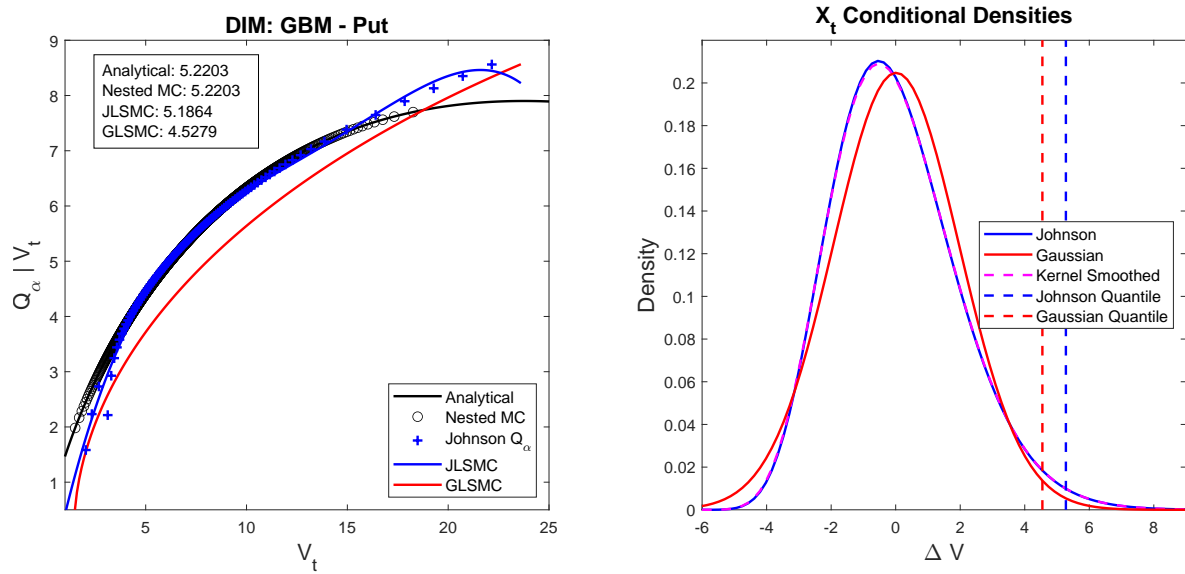 DIM: GBM - Put
Analytical: 5.2203
Nested MC: 5.2203
JLSMC: 5.1864
GLSMC: 4.5279
9
8
7
6
5
4
3
2
1
Q_α | V_t
Analytical
Nested MC
Johnson Q_α
JLSMC
GLSMC
5 10 15 20 25
V_t
X_t Conditional Densities
0.2
0.18
0.16
0.14
0.12
0.1
0.08
0.06
0.04
0.02
0
Density
Johnson
Gaussian
Kernel Smoothed
Johnson Quantile
Gaussian Quantile
-6 -4 -2 0 2 4 6 8
Δ V